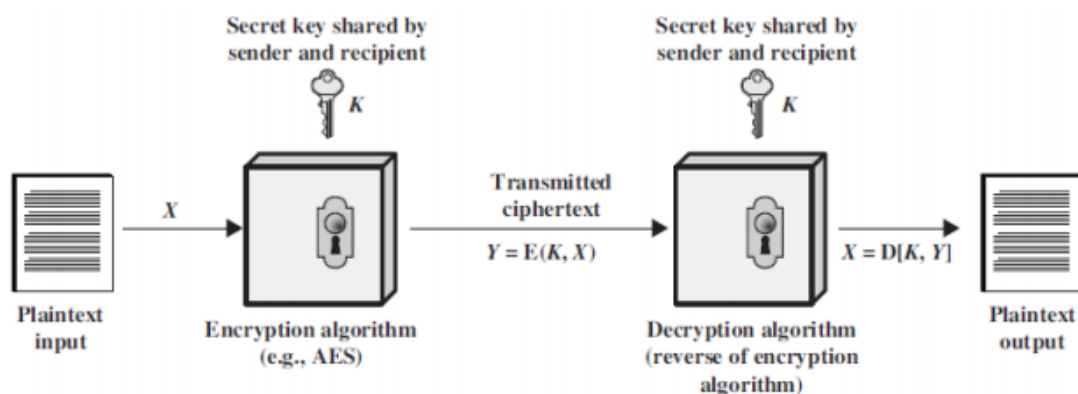 Secret key shared by
sender and recipient
K
Secret key shared by
sender and recipient
K
X
Transmitted
ciphertext
Y = E(K, X)
X = D[K, Y]
Plaintext
input
Encryption algorithm
(e.g., AES)
Decryption algorithm
(reverse of encryption
algorithm)
Plaintext
output